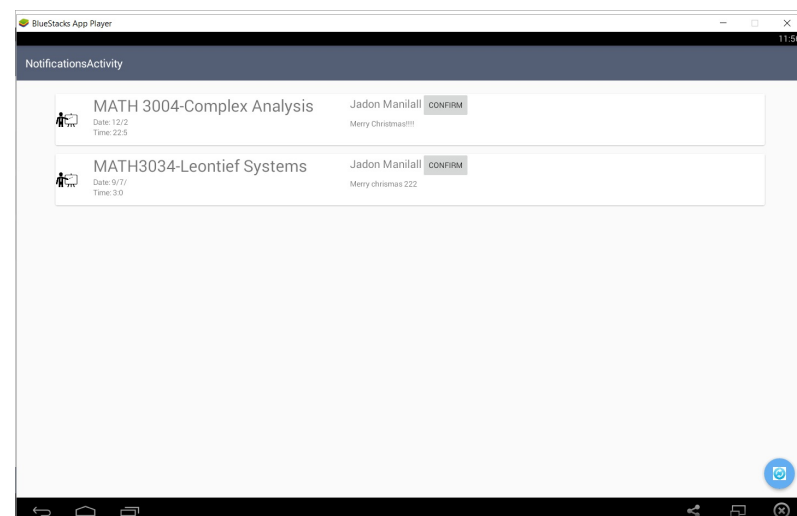 BlueStacks App Player
11:50
NotificationsActivity
MATH 3004-Complex Analysis
Date: 12/2
Time: 22:5
Jadon Manilall CONFIRM
Merry Christmas!!!!
MATH3034-Leontief Systems
Date: 9/7/
Time: 3:0
Jadon Manilall CONFIRM
Merry chrismas 222